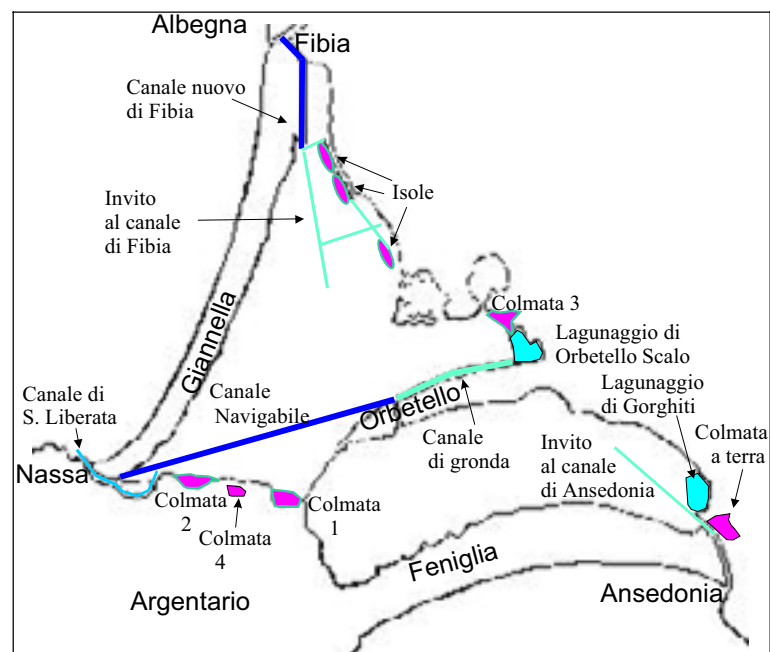 Albegna
Fibia
Canale nuovo
di Fibia
Invito
al canale
di Fibia
Isole
Colmata 3
Giannella
Lagunaggio di
Orbetello Scalo
Canale di
S. Liberata
Canale
Navigabile
Orbetello
Lagunaggio
di Gorghiti
Canale
di gronda
Invito
al canale
di Ansedonia
Colmata
a terra
Nassa
Colmata
2
Colmata
4
Colmata
1
Feniglia
Argentario
Ansedonia